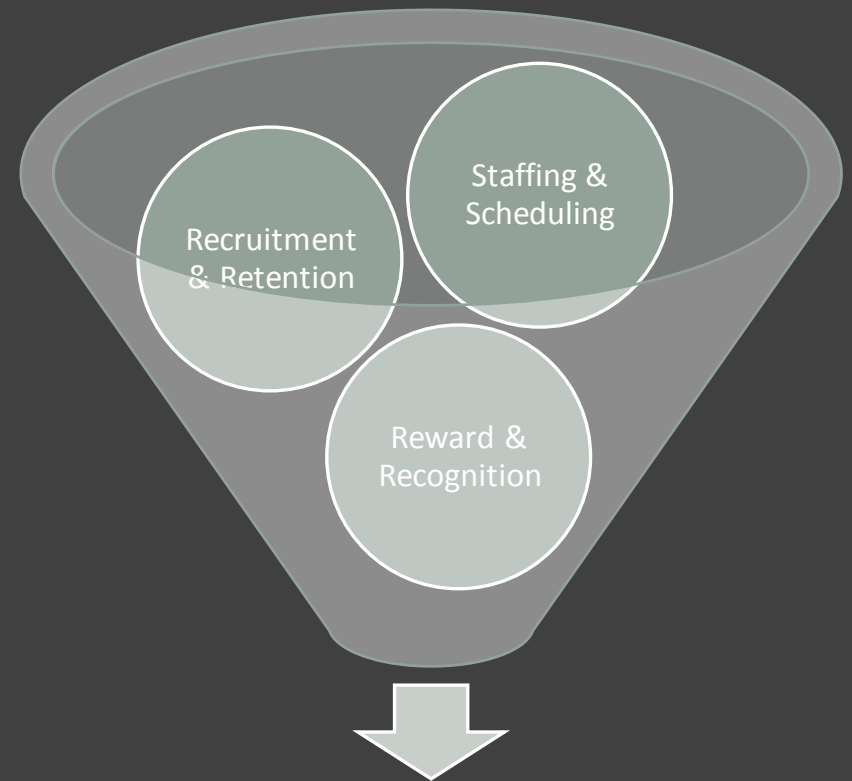 Staffing &
Scheduling
Recruitment
& Retention
Reward &
Recognition